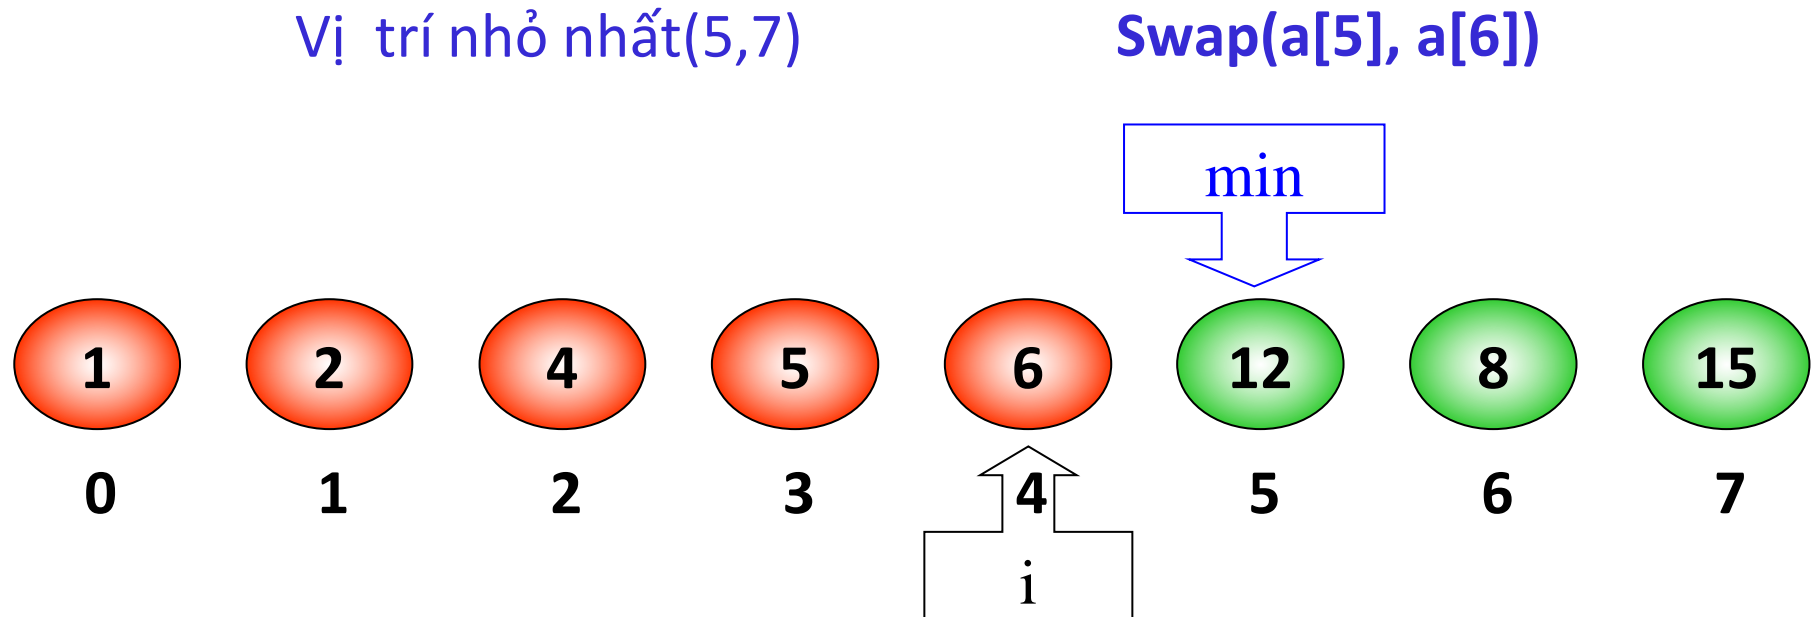 Vị trí nhỏ nhất(5,7) Swap(a[5], a[6])
min
1 2 4 5 6 12 8 15
0 1 2 3 4 5 6 7
i